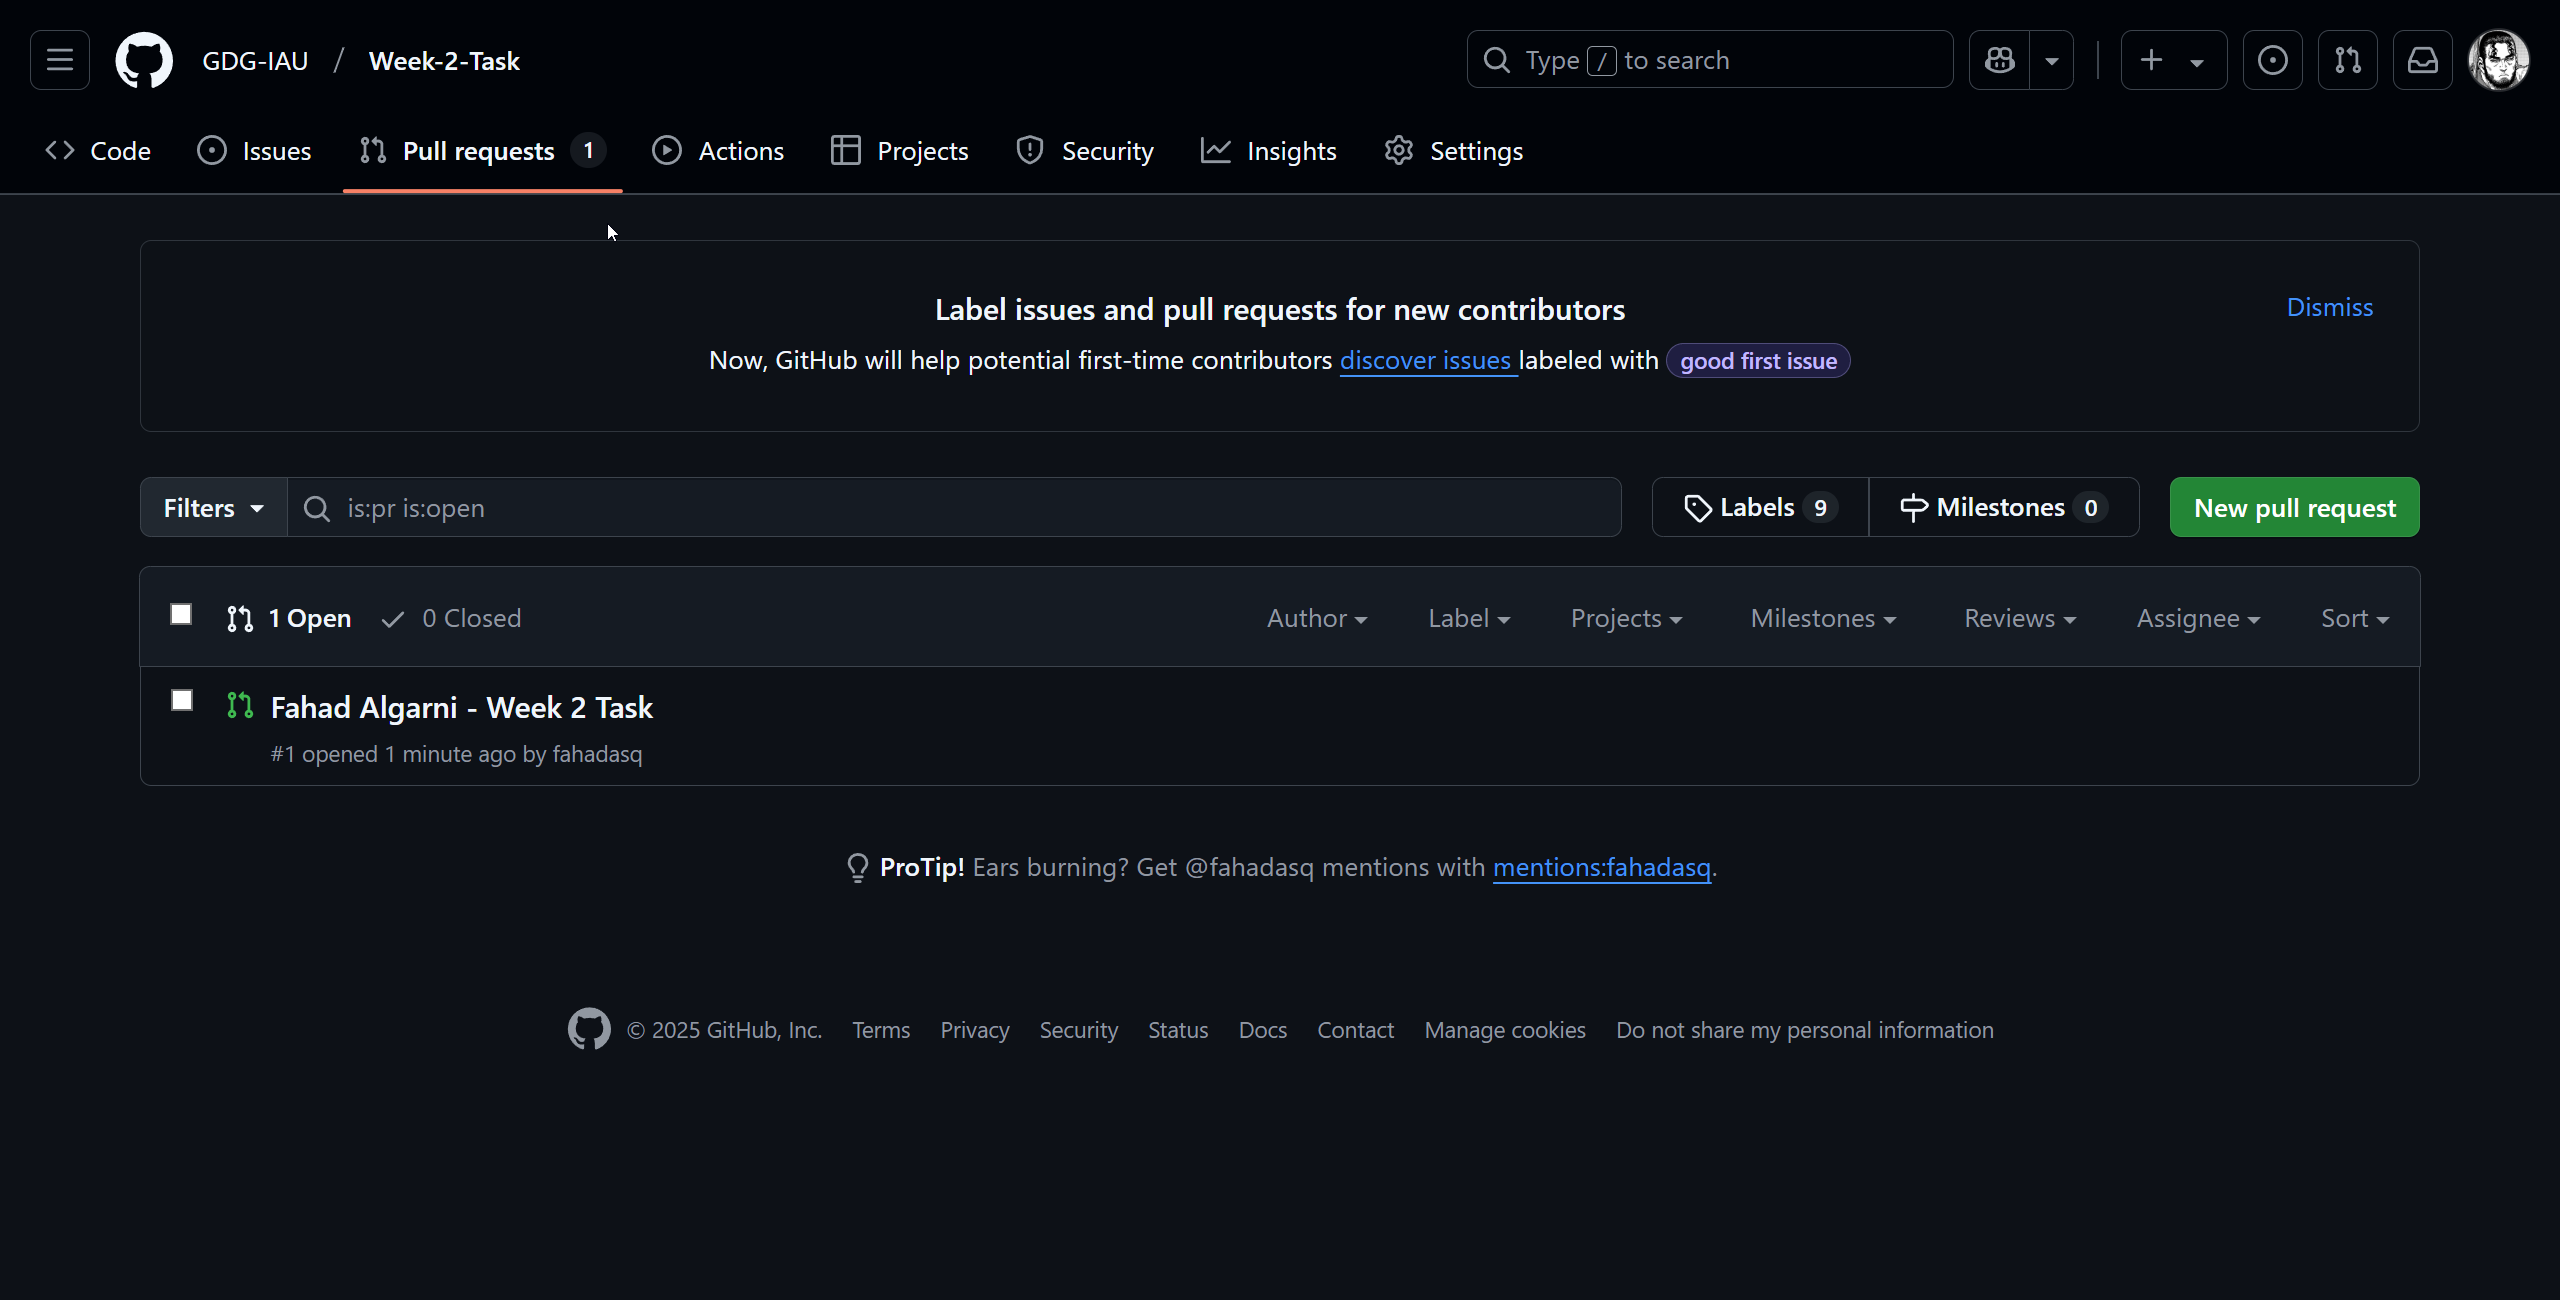 GDG-IAU / Week-2-Task
Type / to search
Code Issues Pull requests 1 Actions Projects Security Insights Settings
Label issues and pull requests for new contributors
Dismiss
Now, GitHub will help potential first-time contributors discover issues labeled with good first issue
Filters is:pr is:open Labels 9 Milestones 0 New pull request
1 Open 0 Closed Author Label Projects Milestones Reviews Assignee Sort
Fahad Algarni - Week 2 Task
#1 opened 1 minute ago by fahadasq
ProTip! Ears burning? Get @fahadasq mentions with mentions:fahadasq.
© 2025 GitHub, Inc. Terms Privacy Security Status Docs Contact Manage cookies Do not share my personal information